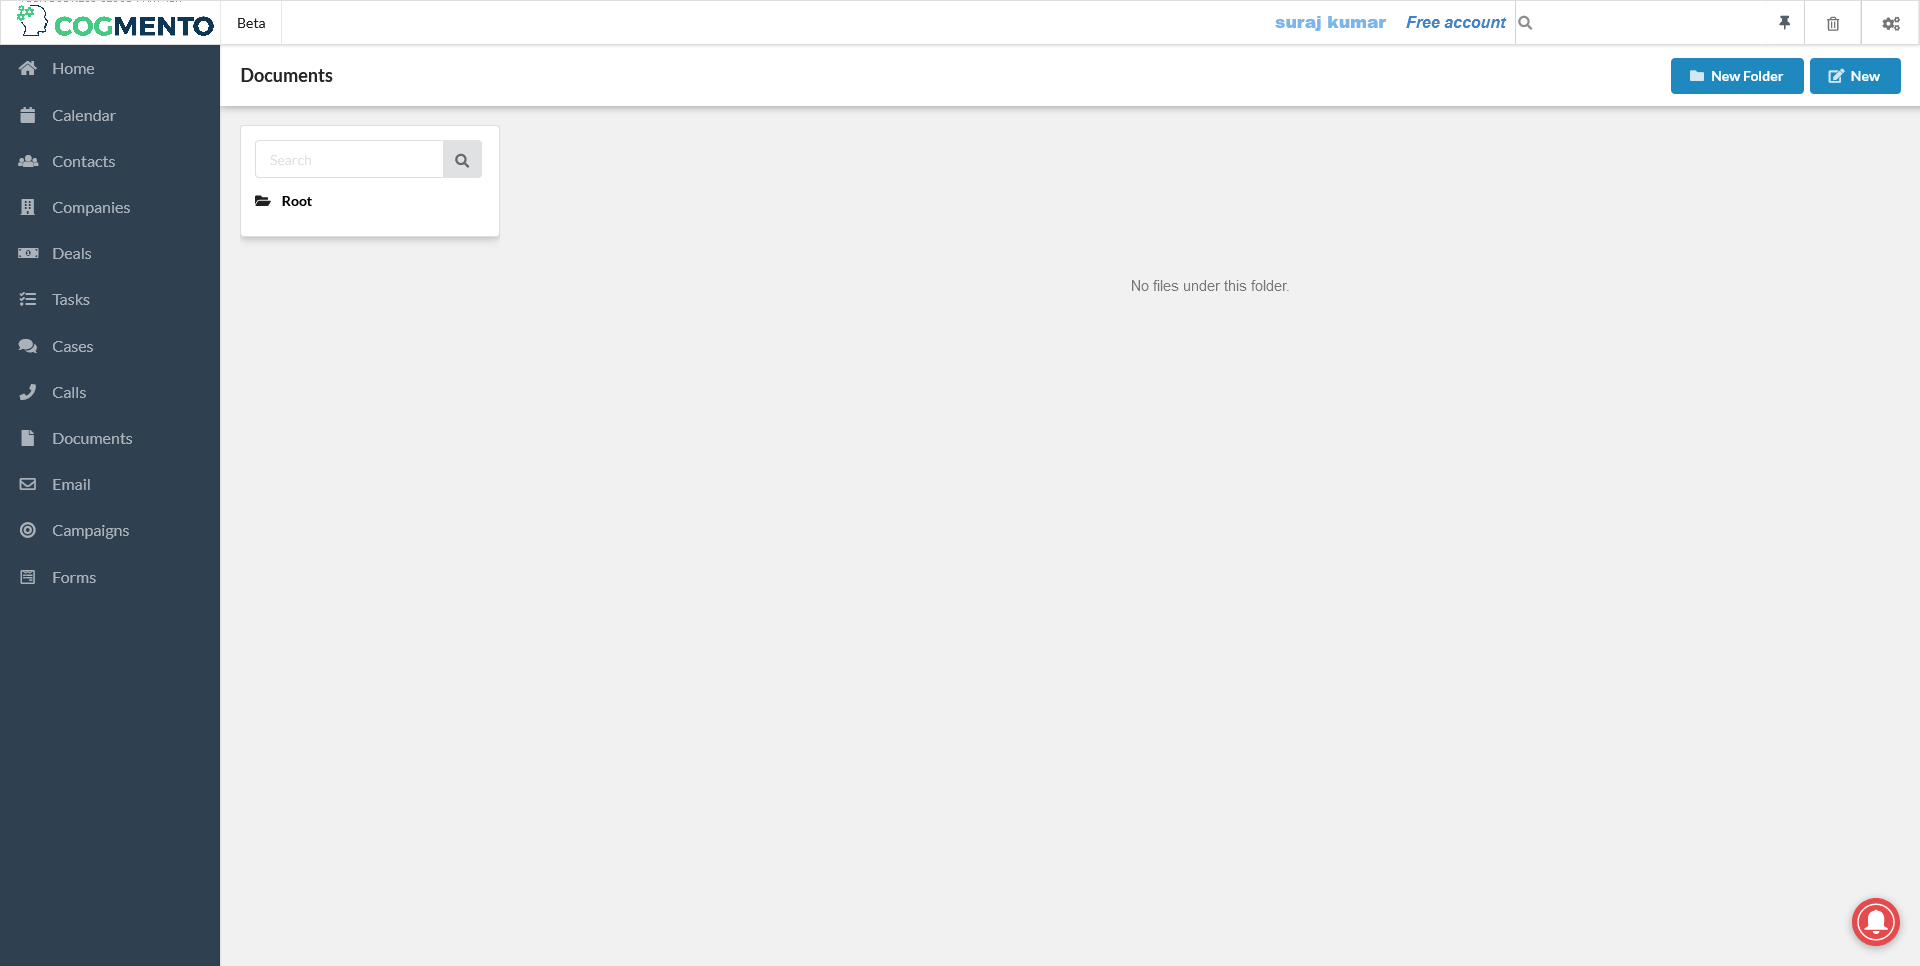 COGMENTO
Beta
suraj kumar
Free account
Home
Calendar
Contacts
Companies
Deals
Tasks
Cases
Calls
Documents
Email
Campaigns
Forms
Documents
New Folder
New
Search
Root
No files under this folder.